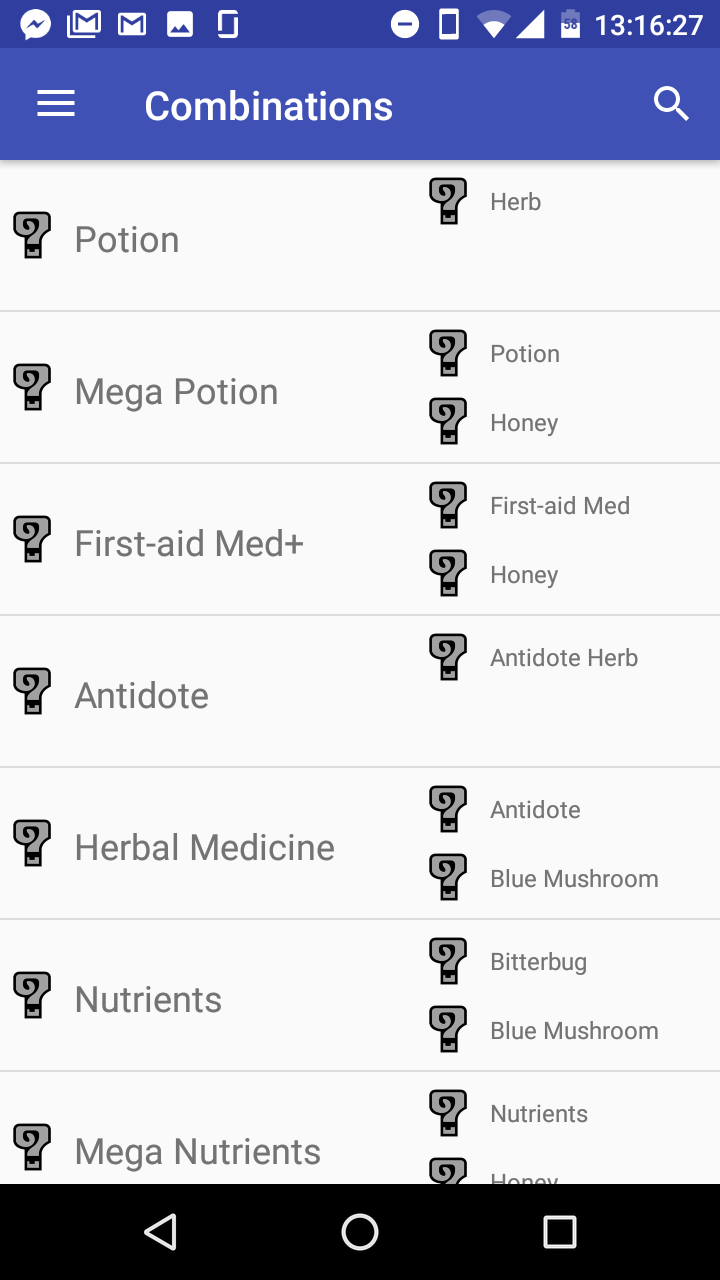 58 13:16:27
Combinations
Potion
Herb
Mega Potion
Potion
Honey
First-aid Med+
First-aid Med
Honey
Antidote
Antidote Herb
Herbal Medicine
Antidote
Blue Mushroom
Nutrients
Bitterbug
Blue Mushroom
Mega Nutrients
Nutrients
Honey